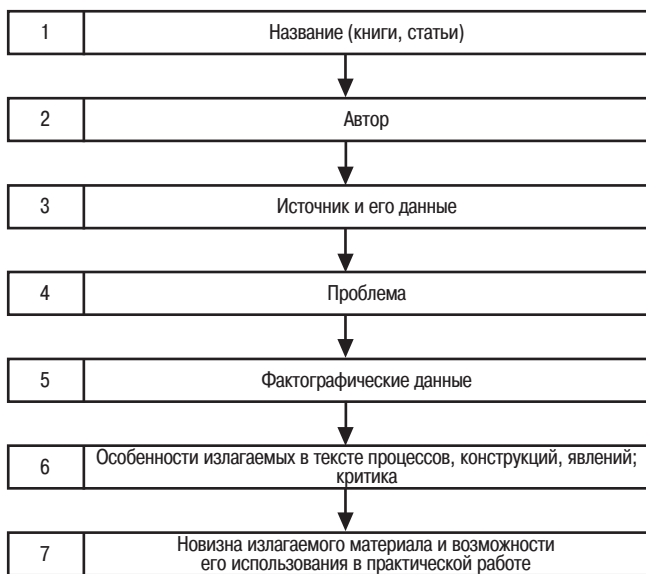 1 Название (книги, статьи)
2 Автор
3 Источник и его данные
4 Проблема
5 Фактографические данные
6 Особенности излагаемых в тексте процессов, конструкций, явлений;
критика
7 Новизна излагаемого материала и возможности
его использования в практической работе